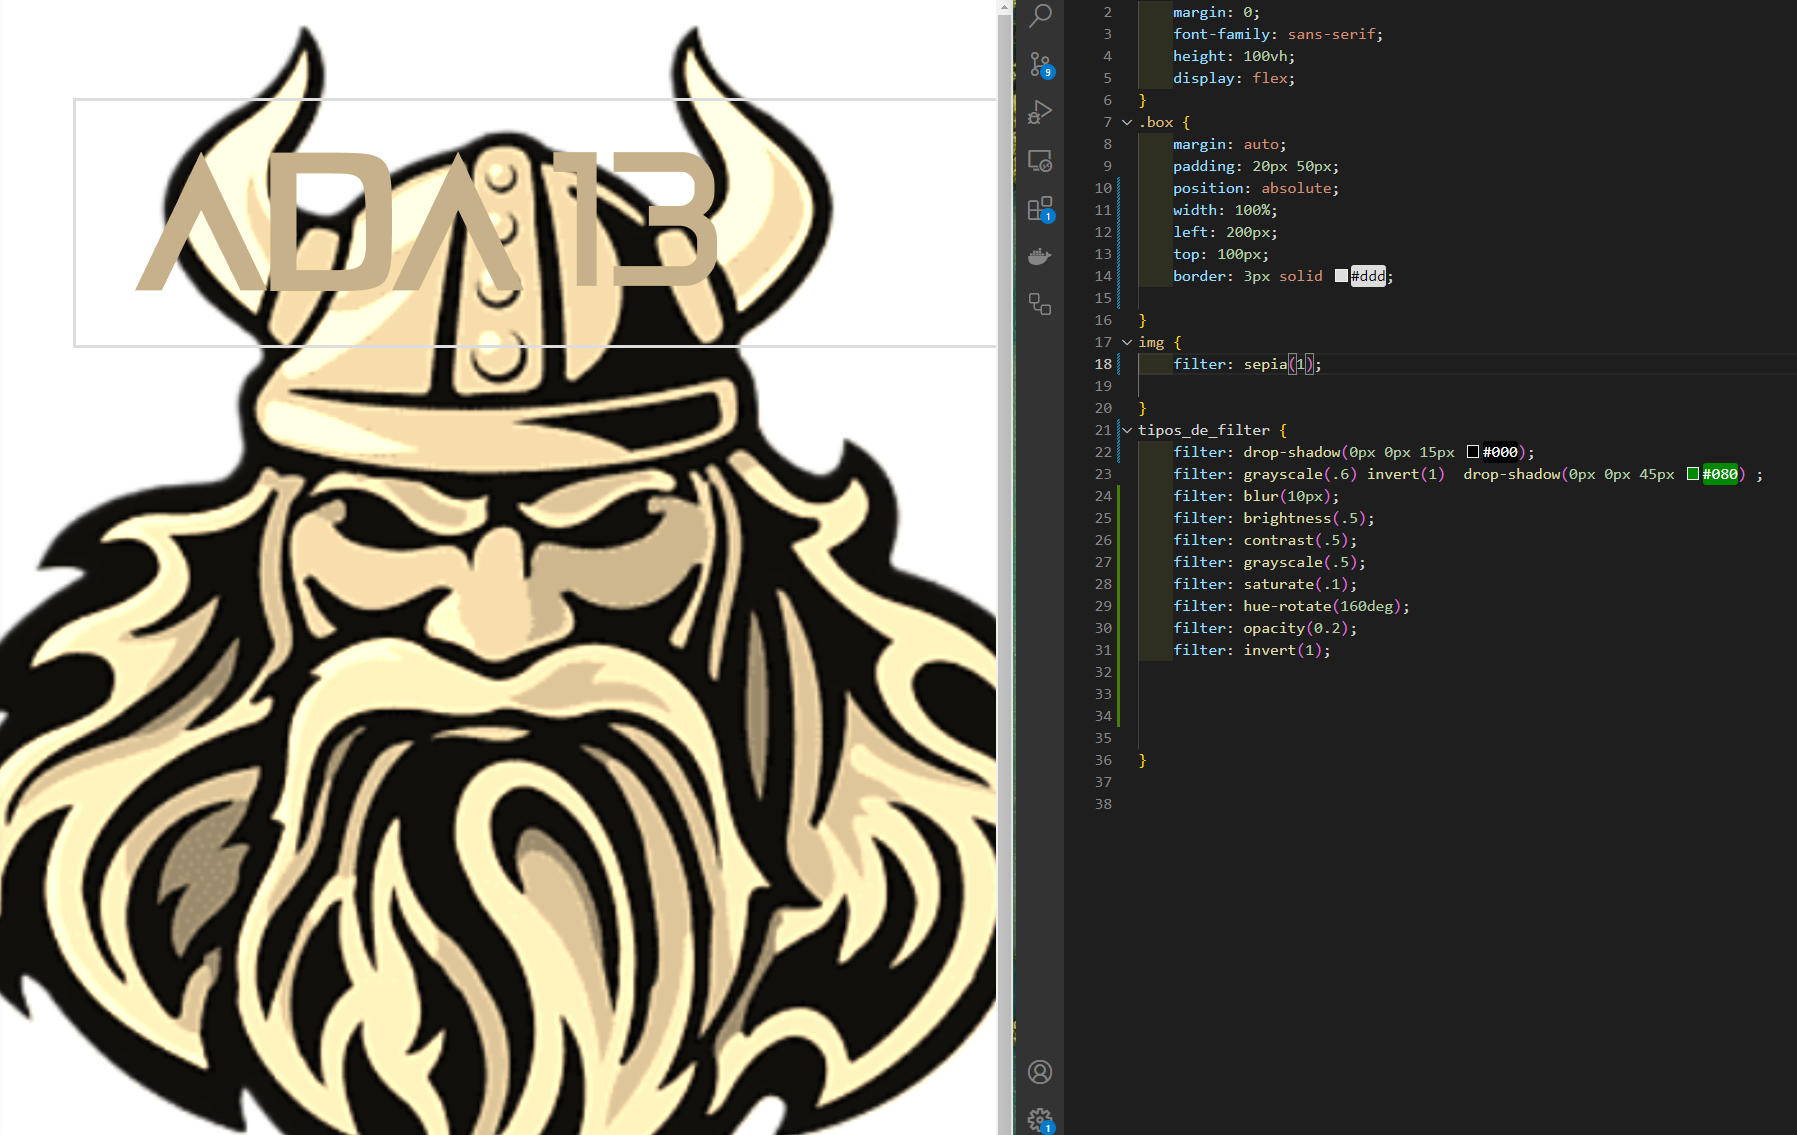 ADA 13
2 margin: 0;
3 font-family: sans-serif;
4 height: 100vh;
5 display: flex;
6 }
7 .box {
8 margin: auto;
9 padding: 20px 50px;
10 position: absolute;
11 width: 100%;
12 left: 200px;
13 top: 100px;
14 border: 3px solid #ddd;
15
16 }
17 img {
18 filter: sepia(1);
19
20 }
21 tipos_de_filter {
22 filter: drop-shadow(0px 0px 15px #000);
23 filter: grayscale(.6) invert(1)  drop-shadow(0px 0px 45px #080) ;
24 filter: blur(10px);
25 filter: brightness(.5);
26 filter: contrast(.5);
27 filter: grayscale(.5);
28 filter: saturate(.1);
29 filter: hue-rotate(160deg);
30 filter: opacity(0.2);
31 filter: invert(1);
32
33
34
35
36 }
37
38
9
1
1